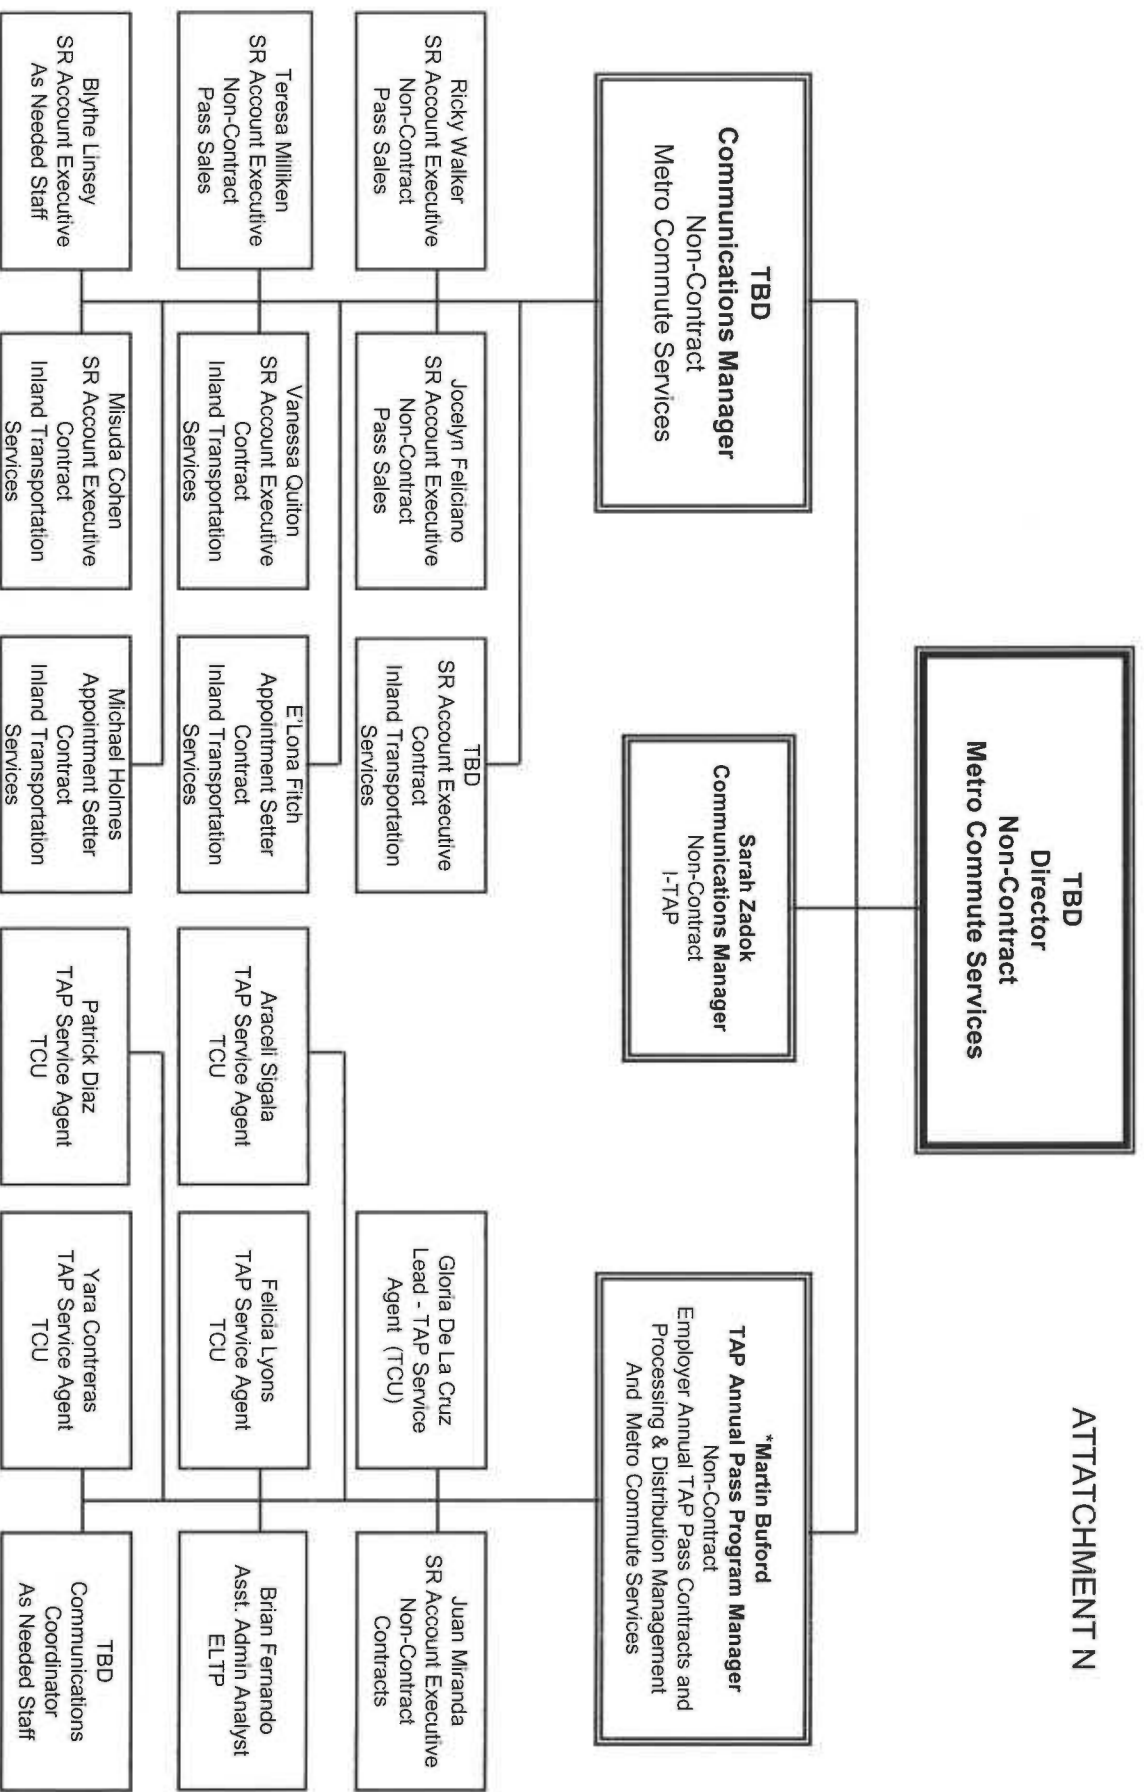 ATTATCHMENT N
TBD
Director
Non-Contract
Metro Commute Services
TBD
Communications Manager
Non-Contract
Metro Commute Services
Sarah Zadok
Communications Manager
Non-Contract
I-TAP
*Martin Buford
TAP Annual Pass Program Manager
Non-Contract
Employer Annual TAP Pass Contracts and
Processing & Distribution Management
And Metro Commute Services
Ricky Walker
SR Account Executive
Non-Contract
Pass Sales
Jocelyn Feliciano
SR Account Executive
Non-Contract
Pass Sales
TBD
SR Account Executive
Contract
Inland Transportation
Services
Gloria De La Cruz
Lead - TAP Service
Agent (TCU)
Juan Miranda
SR Account Executive
Non-Contract
Contracts
Teresa Milliken
SR Account Executive
Non-Contract
Pass Sales
Vanessa Quiton
SR Account Executive
Contract
Inland Transportation
Services
E'Lona Fitch
Appointment Setter
Contract
Inland Transportation
Services
Araceli Sigala
TAP Service Agent
TCU
Felicia Lyons
TAP Service Agent
TCU
Brian Fernando
Asst. Admin Analyst
ELTP
Blythe Linsey
SR Account Executive
As Needed Staff
Misuda Cohen
SR Account Executive
Contract
Inland Transportation
Services
Michael Holmes
Appointment Setter
Contract
Inland Transportation
Services
Patrick Diaz
TAP Service Agent
TCU
Yara Contreras
TAP Service Agent
TCU
TBD
Communications
Coordinator
As Needed Staff